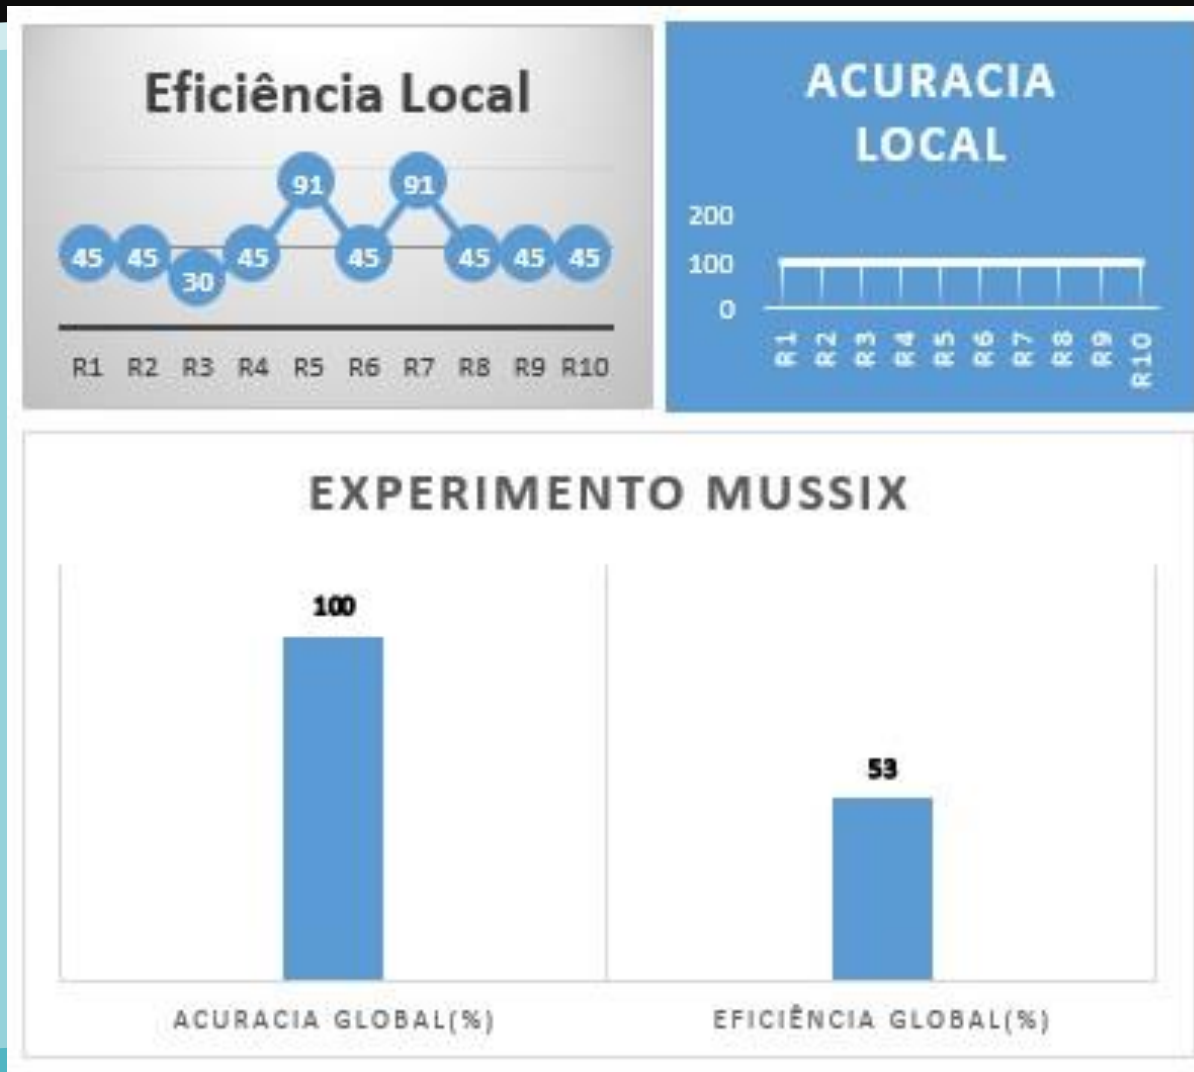 Eficiência Local
91 91
45 45 45 45 45 45 45
30
R1 R2 R3 R4 R5 R6 R7 R8 R9 R10
ACURACIA
LOCAL
200
100
0
R1 R2 R3 R4 R5 R6 R7 R8 R9 R10
EXPERIMENTO MUSSIX
100
53
ACURACIA GLOBAL(%) EFICIÊNCIA GLOBAL(%)